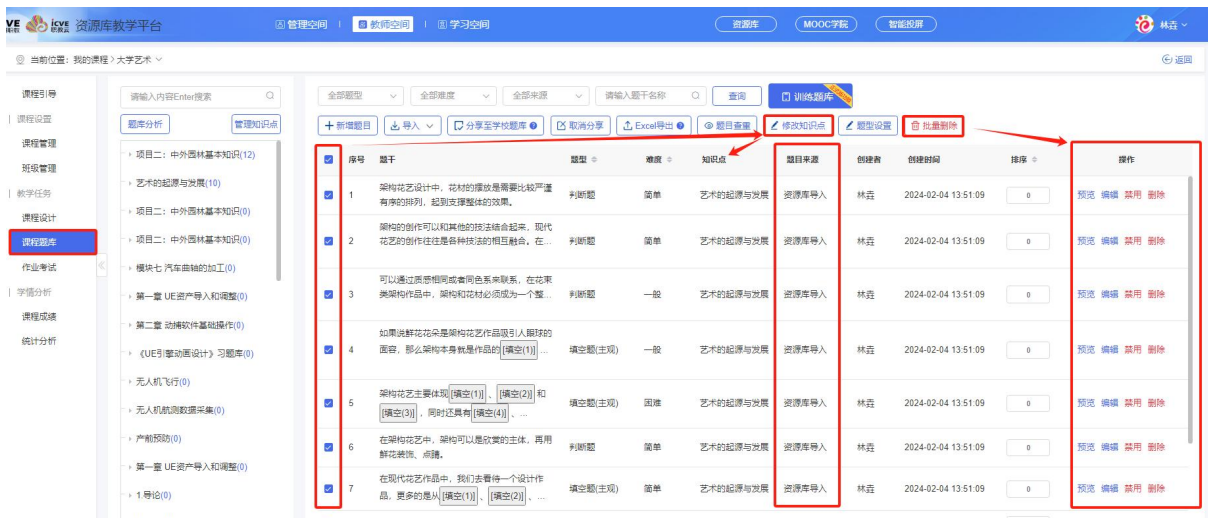 icve 资源库教学平台 管理空间 教师空间 学习空间 资源库 MOOC学院 智能投屏 林垚
当前位置：我的课程 > 大学艺术 返回
课程引导
课程设置
课程管理
班级管理
教学任务
课程设计
课程题库
作业考试
学情分析
课程成绩
统计分析
请输入内容Enter搜索
题库分析 管理知识点
项目二：中外园林基本知识(12)
艺术的起源与发展(10)
项目二：中外园林基本知识(0)
项目二：中外园林基本知识(0)
模块七 汽车曲轴的加工(0)
第一章 UE资产导入和调整(0)
第二章 动捕软件基础操作(0)
《UE引擎动画设计》习题库(0)
无人机飞行(0)
无人机航测数据采集(0)
产前预防(0)
第一章 UE资产导入和调整(0)
1.导论(0)
全部题型 全部难度 全部来源 请输入题干名称 查询 训练题库
新增题目 导入 分享至学校题库 取消分享 Excel导出 题目查重 修改知识点 题型设置 批量删除
序号 题干 题型 难度 知识点 题目来源 创建者 创建时间 排序 操作
1 架构花艺设计中，花材的摆放是需要比较严谨
有序的排列，起到支撑整体的效果。 判断题 简单 艺术的起源与发展 资源库导入 林垚 2024-02-04 13:51:09 0 预览 编辑 禁用 删除
2 架构的创作可以和其他的技法结合起来，现代
花艺的创作往往是各种技法的相互融合。在... 判断题 简单 艺术的起源与发展 资源库导入 林垚 2024-02-04 13:51:09 0 预览 编辑 禁用 删除
3 可以通过质感相同或者同色系来联系，在花束
类架构作品中，架构和花材必须成为一个整... 判断题 一般 艺术的起源与发展 资源库导入 林垚 2024-02-04 13:51:09 0 预览 编辑 禁用 删除
4 如果说鲜花花朵是架构花艺作品吸引人眼球的
面容，那么架构本身就是作品的[填空(1)] ... 填空题(主观) 一般 艺术的起源与发展 资源库导入 林垚 2024-02-04 13:51:09 0 预览 编辑 禁用 删除
5 架构花艺主要体现[填空(1)]、[填空(2)]和
[填空(3)]，同时还具有[填空(4)]、... 填空题(主观) 困难 艺术的起源与发展 资源库导入 林垚 2024-02-04 13:51:09 0 预览 编辑 禁用 删除
6 在架构花艺中，架构可以是欣赏的主体，再用
鲜花装饰、点睛。 判断题 简单 艺术的起源与发展 资源库导入 林垚 2024-02-04 13:51:09 0 预览 编辑 禁用 删除
7 在现代花艺作品中，我们去看待一个设计作
品，更多的是从[填空(1)]、[填空(2)]、... 填空题(主观) 简单 艺术的起源与发展 资源库导入 林垚 2024-02-04 13:51:09 0 预览 编辑 禁用 删除